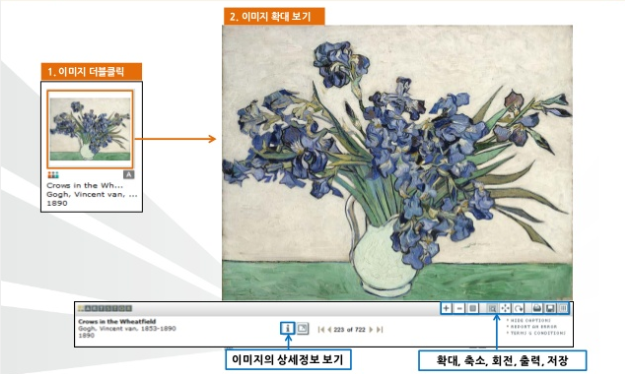 2. 이미지 확대 보기
1. 이미지 더블클릭
A
Crows in the Wh...
Gogh, Vincent van, ...
1890
Crows in the Wheatfield
Gogh, Vincent van, 1853-1890
1890
i
223 of 722
HIDE CAPTIONS
REPORT AN ERROR
TERMS & CONDITIONS
이미지의 상세정보 보기
확대, 축소, 회전, 출력, 저장